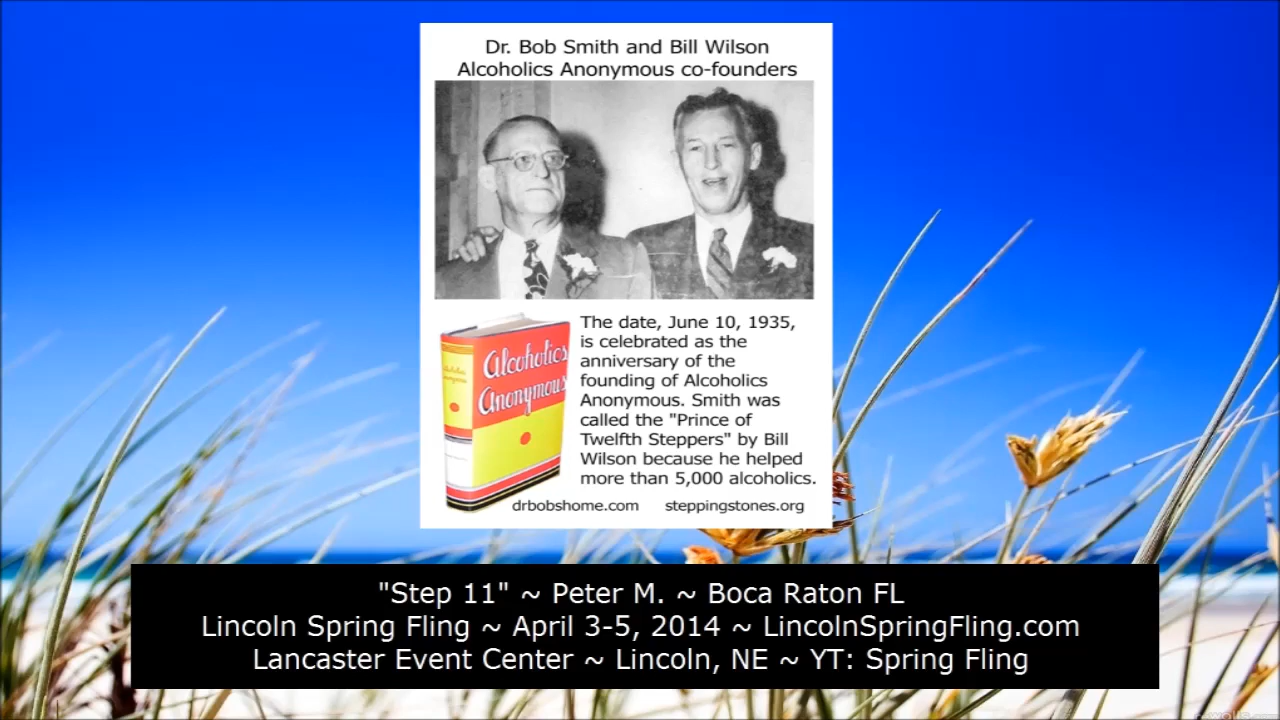 Dr. Bob Smith and Bill Wilson
Alcoholics Anonymous co-founders
Alcoholics
Anonymous
The date, June 10, 1935,
is celebrated as the
anniversary of the
founding of Alcoholics
Anonymous. Smith was
called the "Prince of
Twelfth Steppers" by Bill
Wilson because he helped
more than 5,000 alcoholics.
drbobshome.com steppingstones.org
"Step 11" ~ Peter M. ~ Boca Raton FL
Lincoln Spring Fling ~ April 3-5, 2014 ~ LincolnSpringFling.com
Lancaster Event Center ~ Lincoln, NE ~ YT: Spring Fling